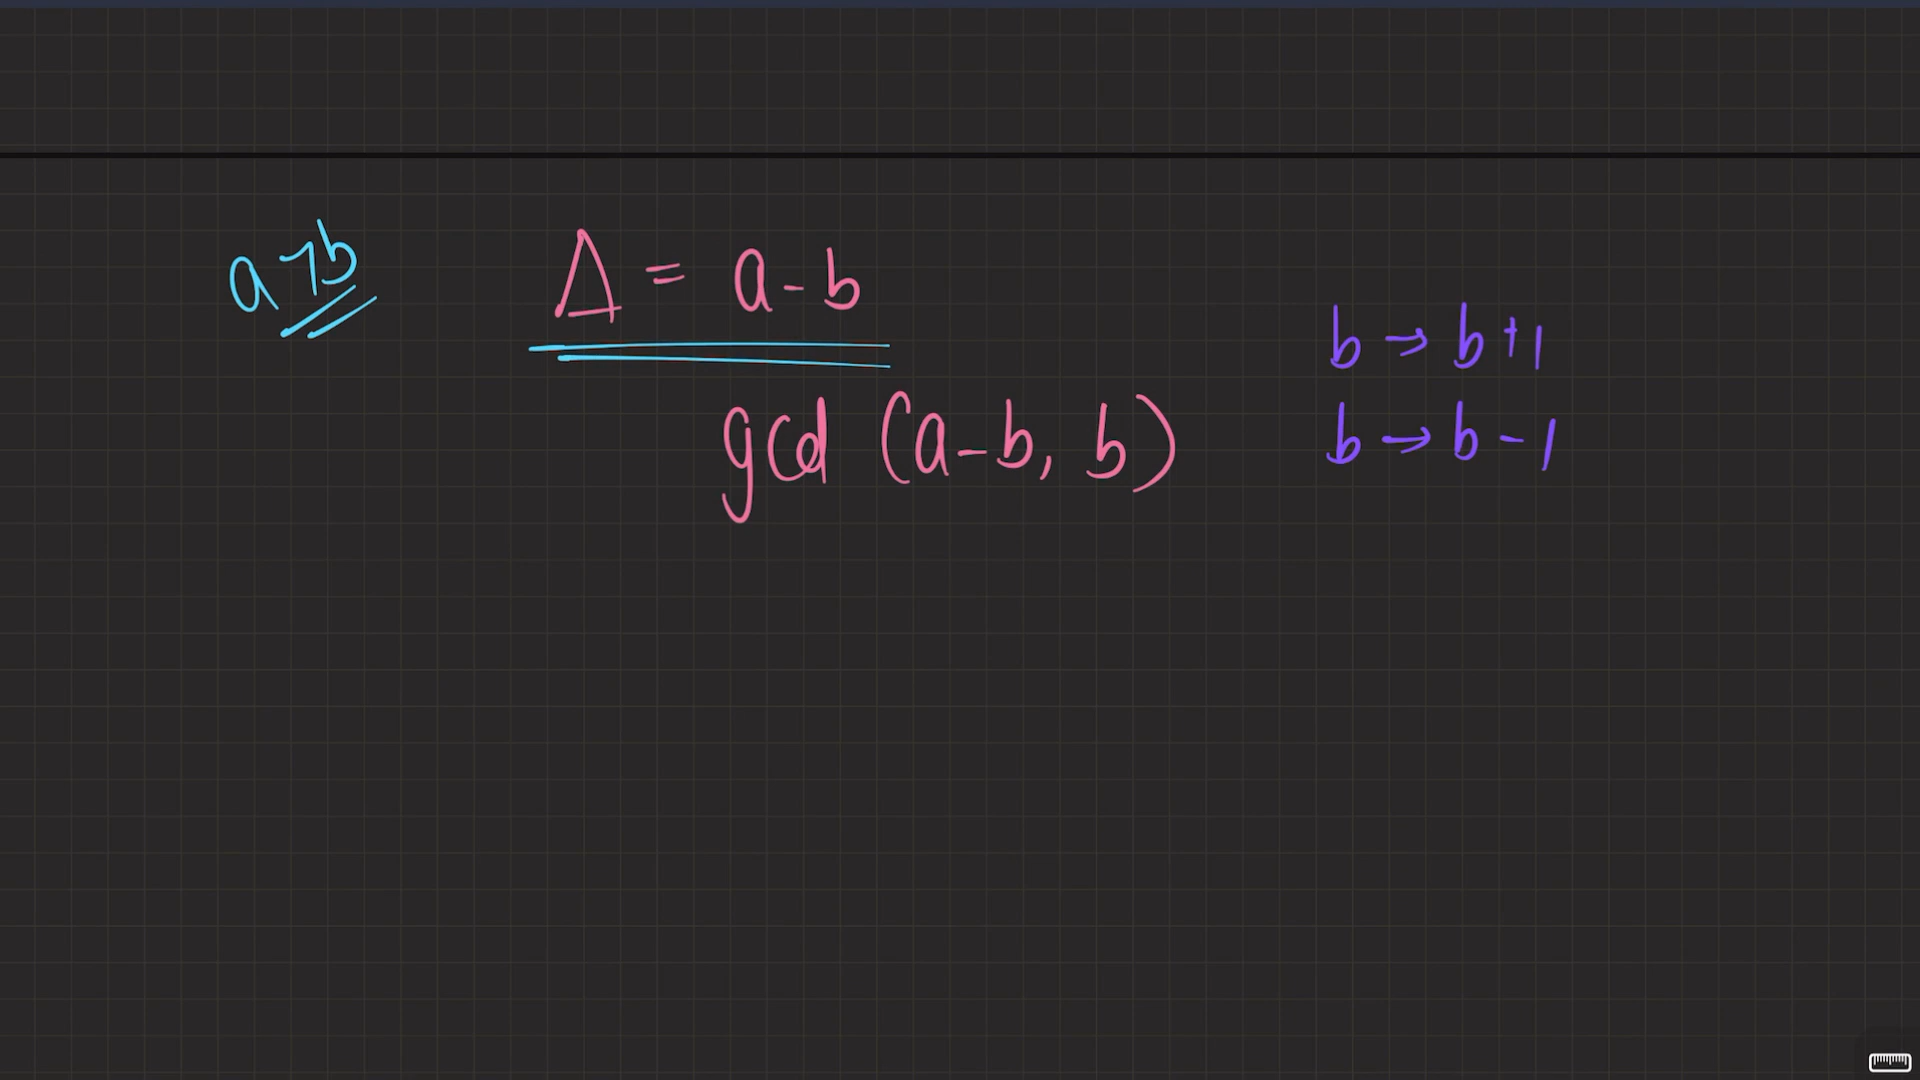 a>b
Δ = a-b
gcd (a-b, b)
b → b+1
b → b-1